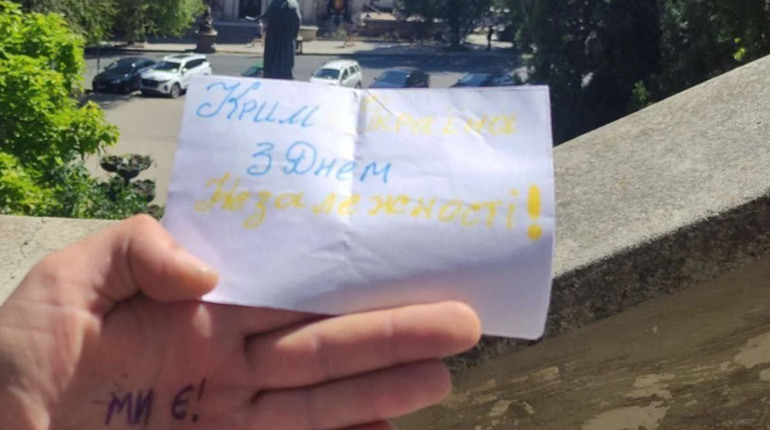 Крим Україна
З Днем
Незалежності!
ми є!